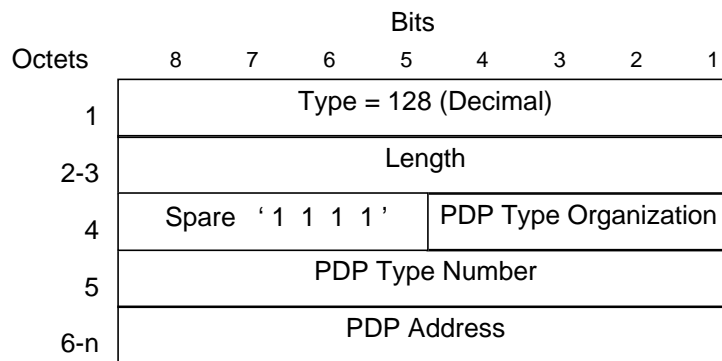 Bits
Octets 8 7 6 5 4 3 2 1
1 Type = 128 (Decimal)
2-3 Length
4 Spare ‘ 1 1 1 1 ’ PDP Type Organization
5 PDP Type Number
6-n PDP Address